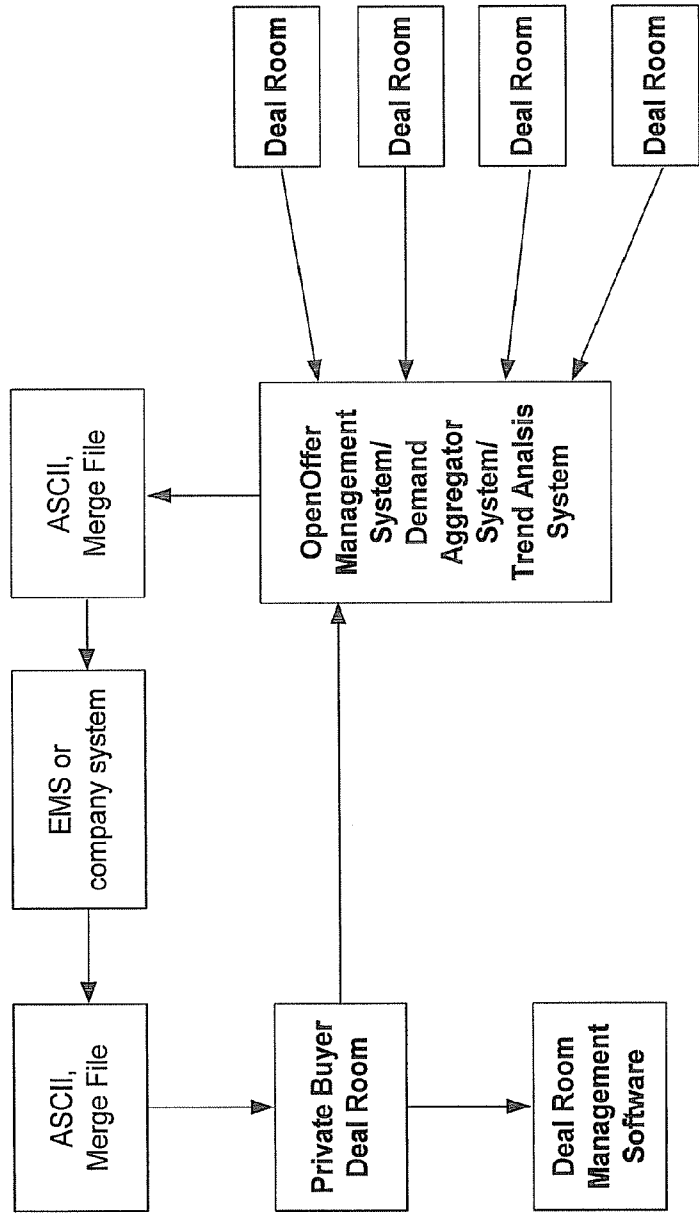 ASCII,
Merge File
EMS or
company system
ASCII,
Merge File
Private Buyer
Deal Room
OpenOffer
Management
System/
Demand
Aggregator
System/
Trend Analsis
System
Deal Room
Deal Room
Deal Room
Deal Room
Deal Room
Management
Software